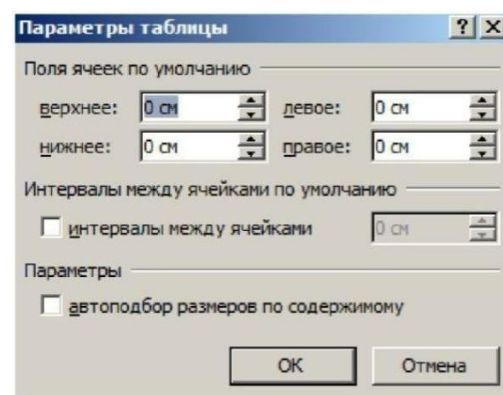 Параметры таблицы ? X
Поля ячеек по умолчанию
верхнее: 0 см левое: 0 см
нижнее: 0 см правое: 0 см
Интервалы между ячейками по умолчанию
интервалы между ячейками 0 см
Параметры
автоподбор размеров по содержимому
OK Отмена